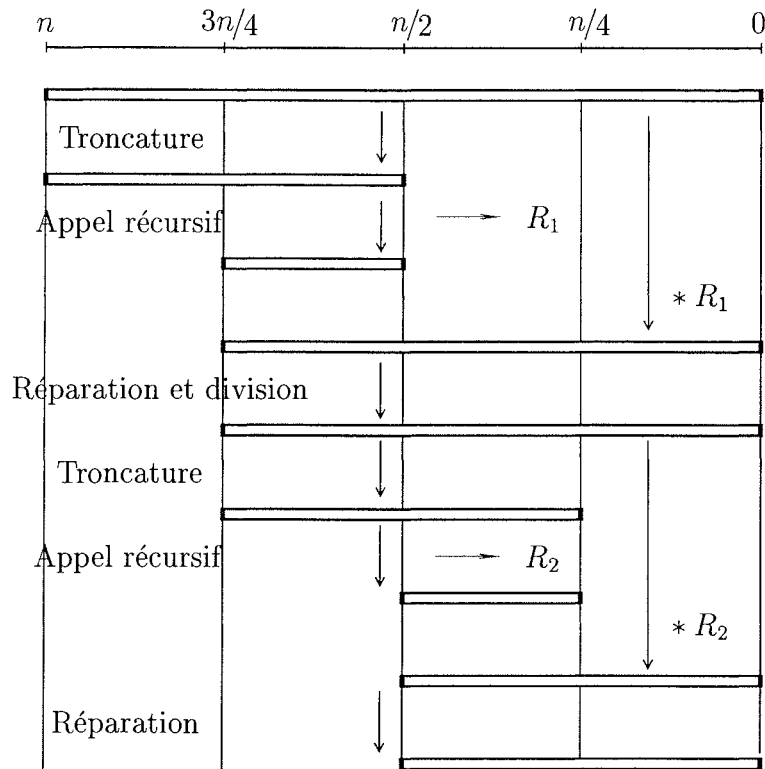 n 3n/4 n/2 n/4 0
Troncature
Appel récursif R₁
* R₁
Réparation et division
Troncature
Appel récursif R₂
* R₂
Réparation